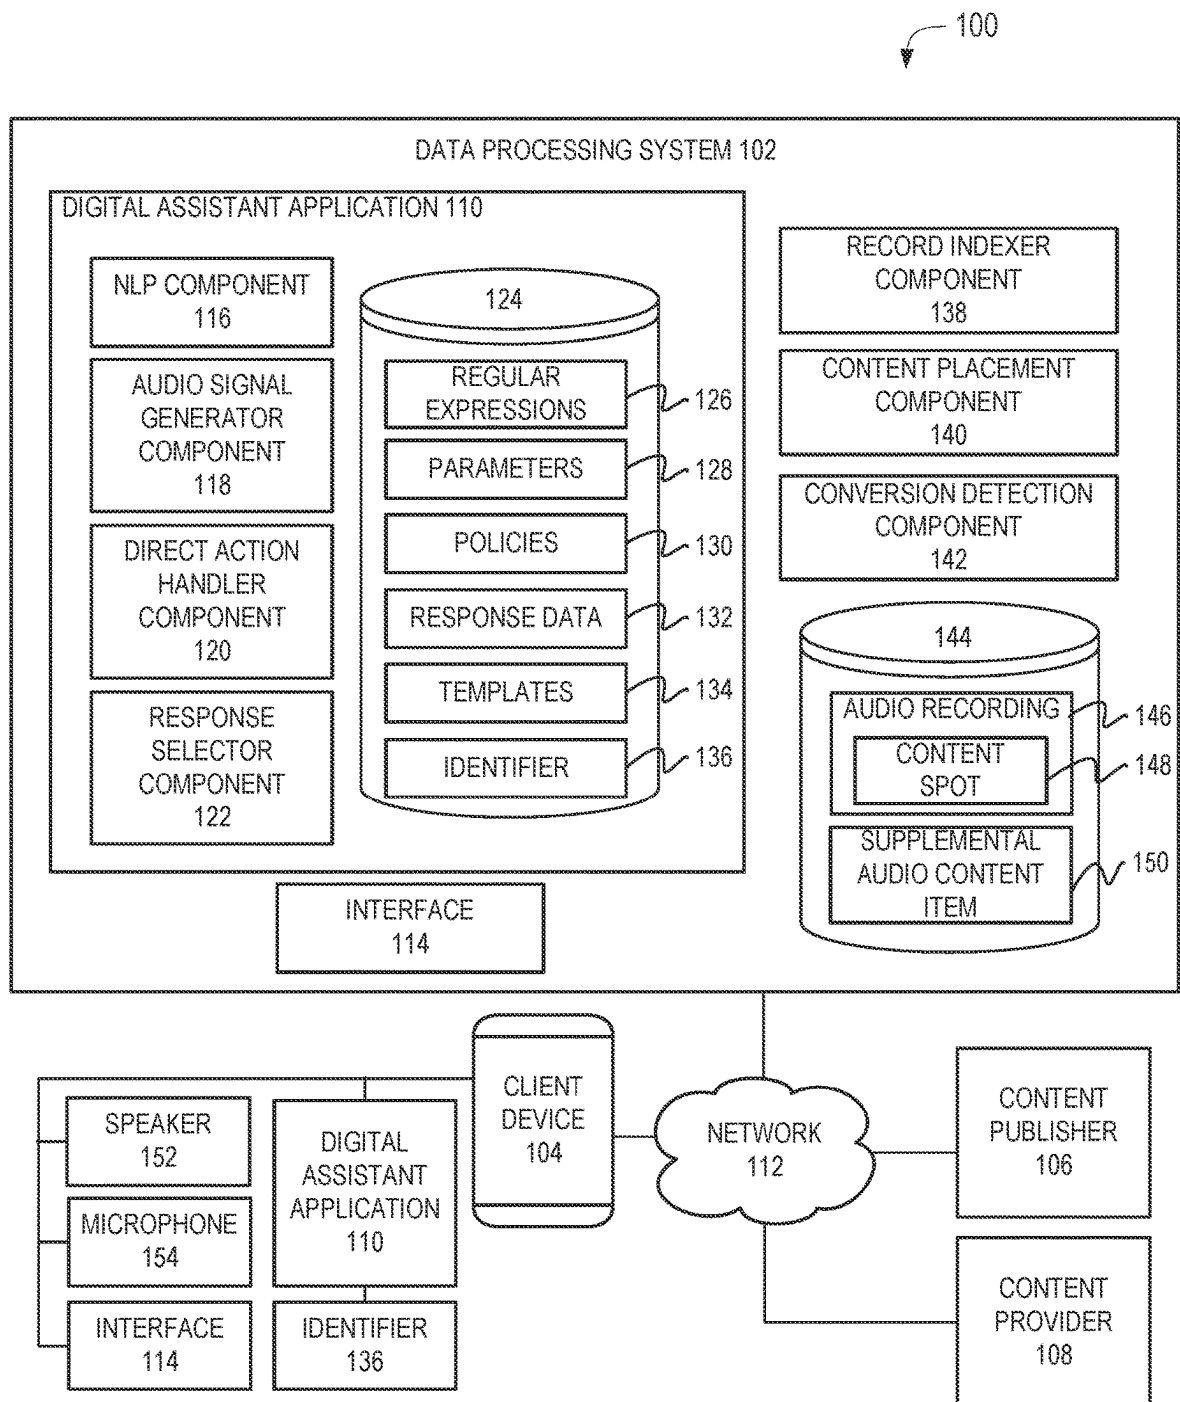 100
DATA PROCESSING SYSTEM 102
DIGITAL ASSISTANT APPLICATION 110
NLP COMPONENT
116
AUDIO SIGNAL
GENERATOR
COMPONENT
118
DIRECT ACTION
HANDLER
COMPONENT
120
RESPONSE
SELECTOR
COMPONENT
122
124
REGULAR
EXPRESSIONS
126
PARAMETERS
128
POLICIES
130
RESPONSE DATA
132
TEMPLATES
134
IDENTIFIER
136
RECORD INDEXER
COMPONENT
138
CONTENT PLACEMENT
COMPONENT
140
CONVERSION DETECTION
COMPONENT
142
144
AUDIO RECORDING
146
CONTENT
SPOT
148
SUPPLEMENTAL
AUDIO CONTENT
ITEM
150
INTERFACE
114
SPEAKER
152
MICROPHONE
154
INTERFACE
114
DIGITAL
ASSISTANT
APPLICATION
110
IDENTIFIER
136
CLIENT
DEVICE
104
NETWORK
112
CONTENT
PUBLISHER
106
CONTENT
PROVIDER
108